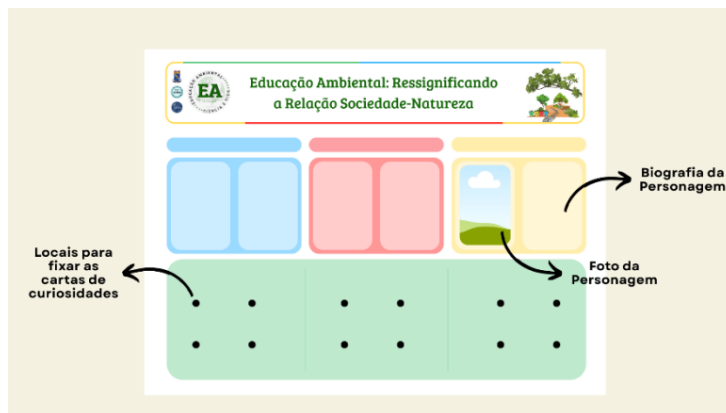 EA
Educação Ambiental: Ressignificando
a Relação Sociedade-Natureza
Biografia da
Personagem
Locais para
fixar as
cartas de
curiosidades
Foto da
Personagem